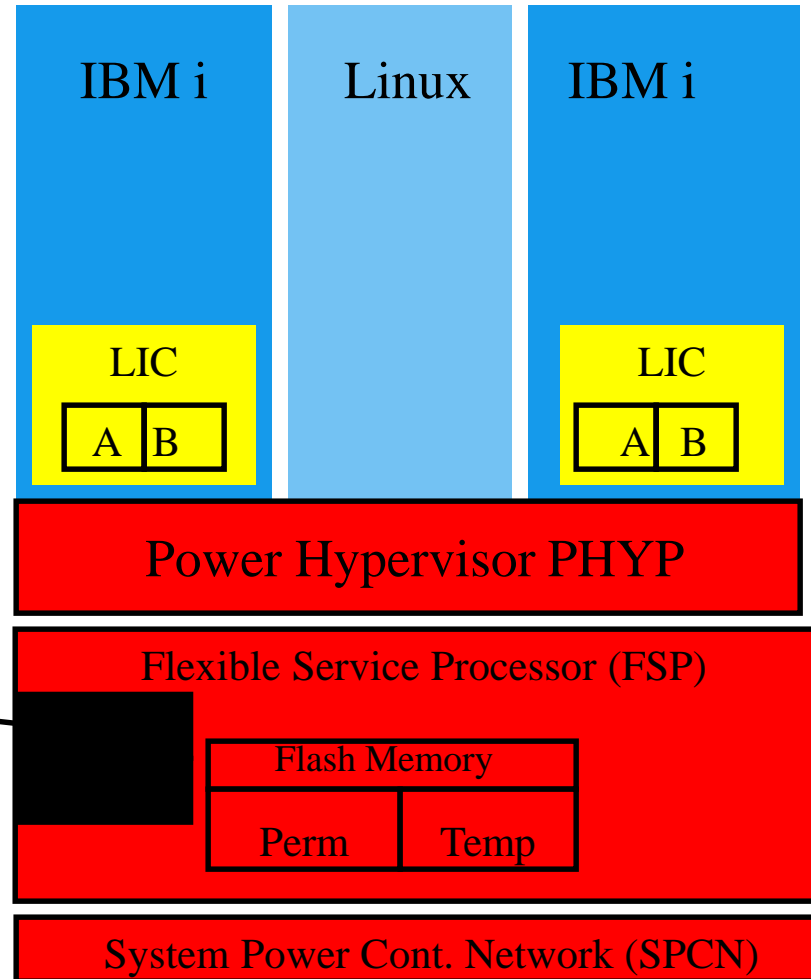 IBM i
Linux
IBM i
LIC
A B
LIC
A B
Power Hypervisor PHYP
Flexible Service Processor (FSP)
Flash Memory
Perm
Temp
System Power Cont. Network (SPCN)